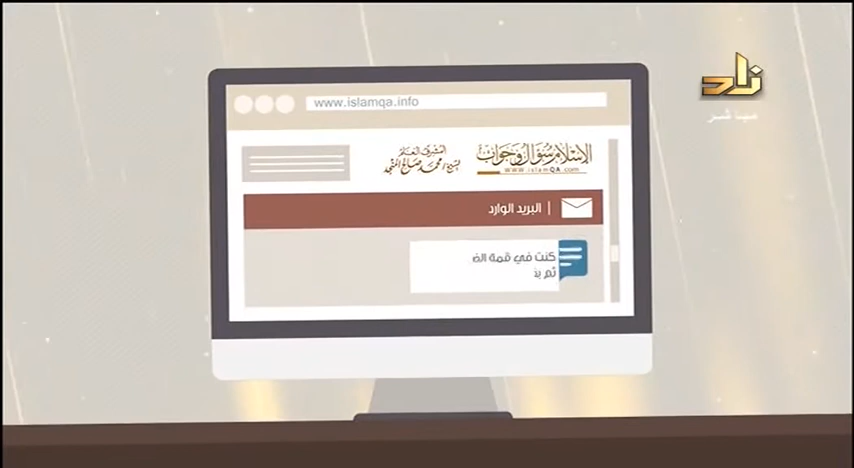 زاد
مباشر
www.islamqa.info
الإسلام سؤال وجواب
www.islamQA.com
المشرف العام
الشيخ محمد صالح المنجد
البريد الوارد
كنت في قمة الض
ثم ب